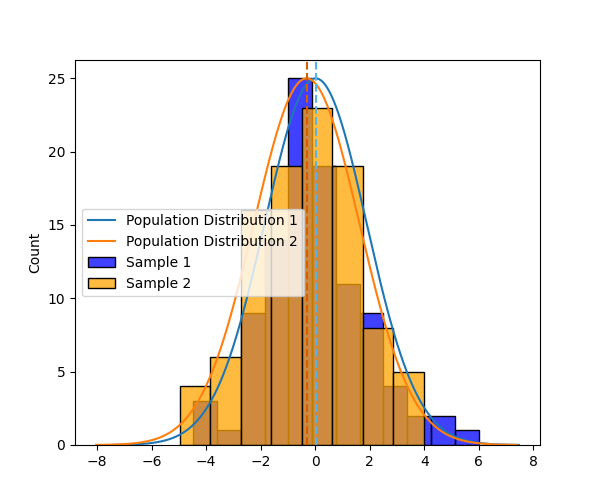 25
20
15
10
5
0
Count
Population Distribution 1
Population Distribution 2
Sample 1
Sample 2
−8 −6 −4 −2 0 2 4 6 8